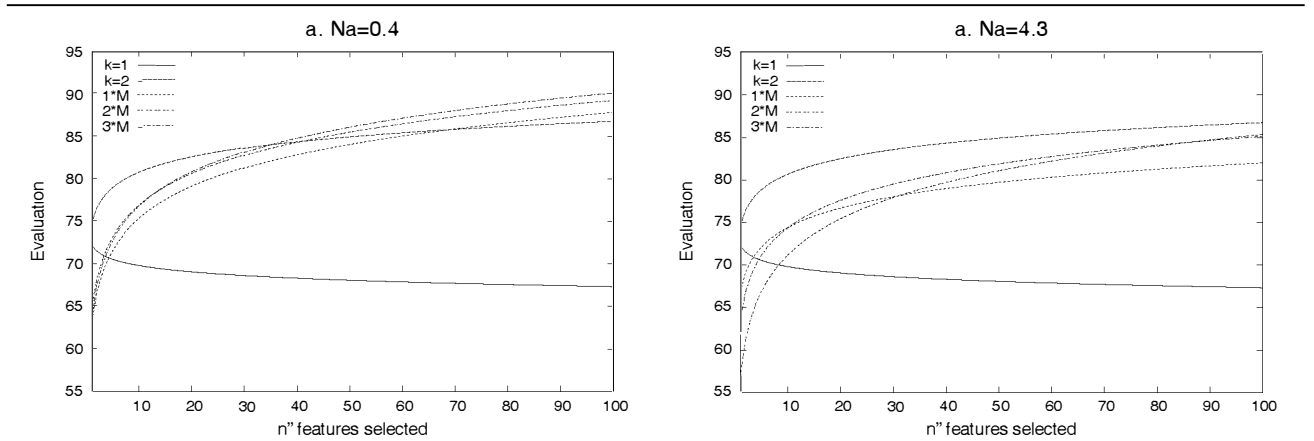 a. Na=0.4
Evaluation
95
90
85
80
75
70
65
60
55
k=1
k=2
1*M
2*M
3*M
10 20 30 40 50 60 70 80 90 100
n” features selected
a. Na=4.3
Evaluation
95
90
85
80
75
70
65
60
55
k=1
k=2
1*M
2*M
3*M
10 20 30 40 50 60 70 80 90 100
n” features selected